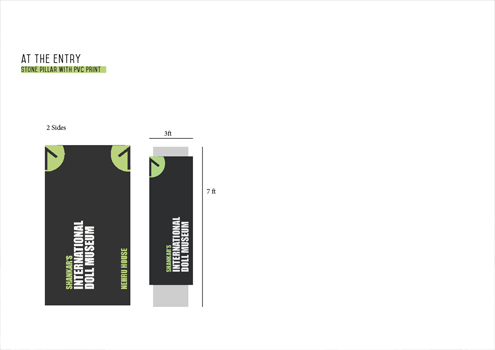 AT THE ENTRY
STONE PILLAR WITH PVC PRINT
2 Sides
3ft
7 ft
SHANKAR'S
INTERNATIONAL
DOLL MUSEUM
NEHRU HOUSE
SHANKAR'S
INTERNATIONAL
DOLL MUSEUM